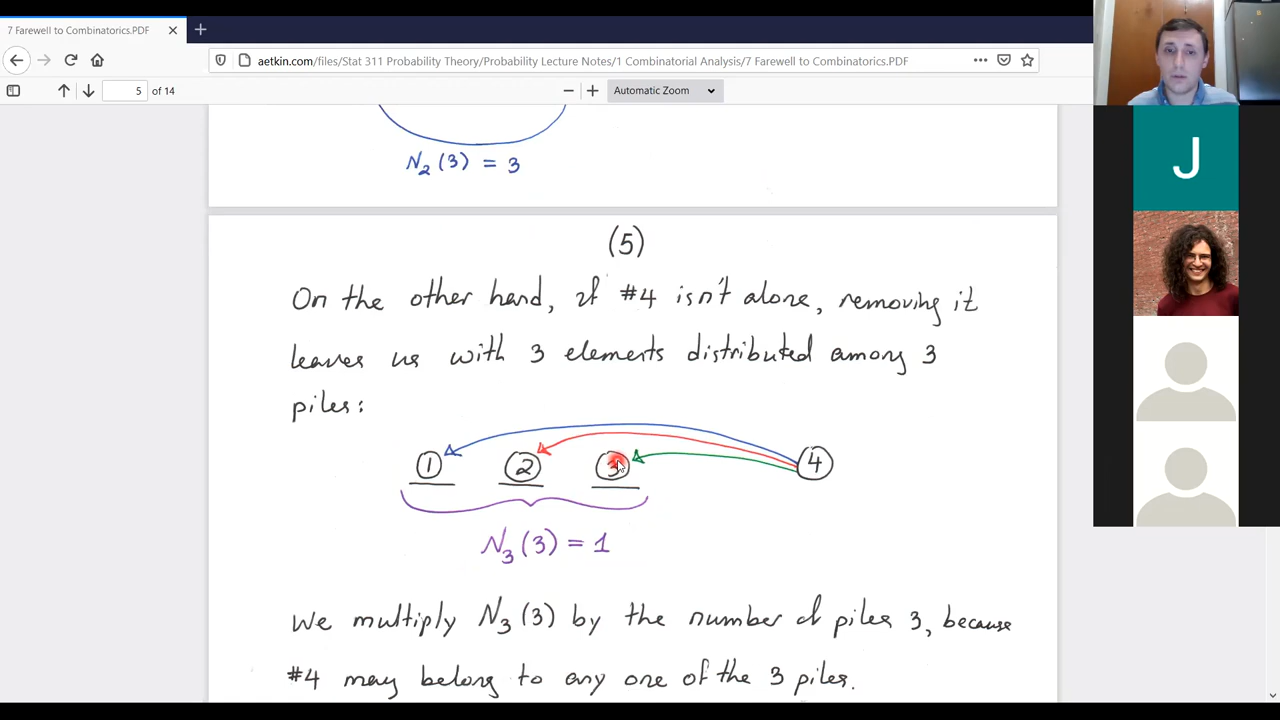 7 Farewell to Combinatorics.PDF
aetkin.com/files/Stat 311 Probability Theory/Probability Lecture Notes/1 Combinatorial Analysis/7 Farewell to Combinatorics.PDF
5 of 14
Automatic Zoom
J
N2(3) = 3
(5)
On the other hand, if #4 isn't alone, removing it
leaves us with 3 elements distributed among 3
piles:
1 2 3 4
N3(3) = 1
We multiply N3(3) by the number of piles 3, because
#4 may belong to any one of the 3 piles.